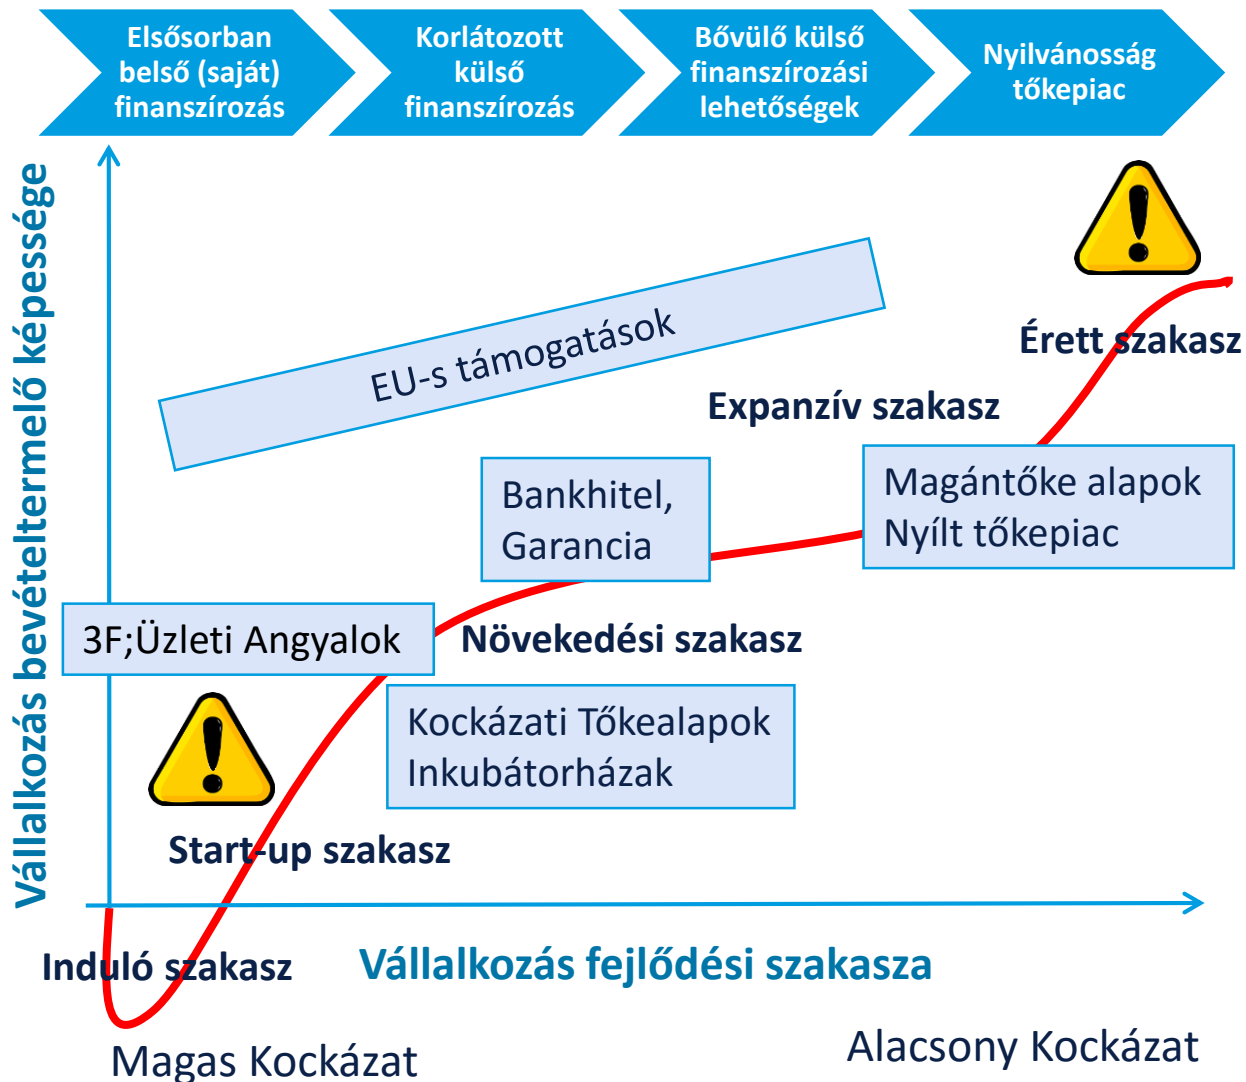 Elsősorban
belső (saját)
finanszírozás
Korlátozott
külső
finanszírozás
Bővülő külső
finanszírozási
lehetőségek
Nyilvánosság
tőkepiac
Vállalkozás bevételtermelő képessége
EU-s támogatások
Érett szakasz
Expanzív szakasz
Magántőke alapok
Nyílt tőkepiac
Bankhitel,
Garancia
3F;Üzleti Angyalok
Növekedési szakasz
Kockázati Tőkealapok
Inkubátorházak
Start-up szakasz
Induló szakasz
Vállalkozás fejlődési szakasza
Magas Kockázat
Alacsony Kockázat